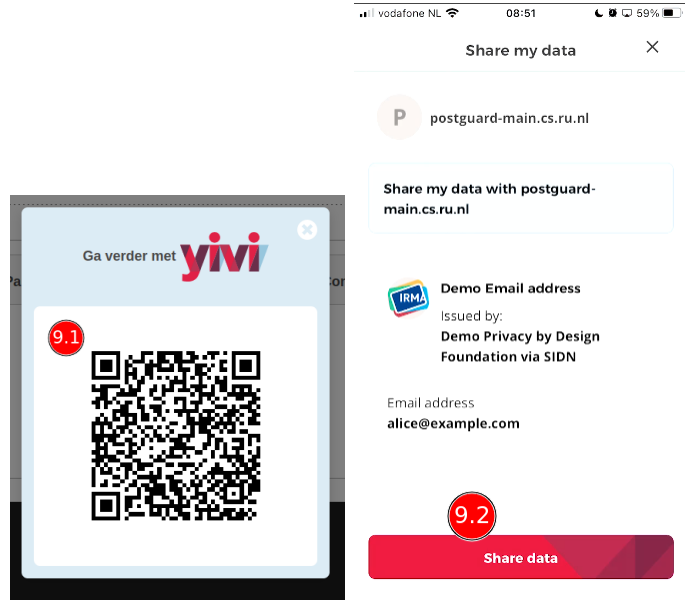 Ga verder met yivi
Pa
Con
9.1
vodafone NL
08:51
59%
Share my data
P
postguard-main.cs.ru.nl
Share my data with postguard-
main.cs.ru.nl
IRMA
Demo Email address
Issued by:
Demo Privacy by Design
Foundation via SIDN
Email address
alice@example.com
9.2
Share data